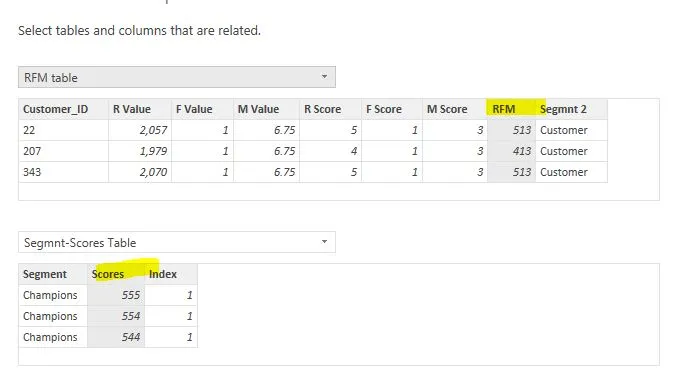 Select tables and columns that are related.
RFM table
Customer_ID R Value F Value M Value R Score F Score M Score RFM Segmnt 2
22 2,057 1 6.75 5 1 3 513 Customer
207 1,979 1 6.75 4 1 3 413 Customer
343 2,070 1 6.75 5 1 3 513 Customer
Segmnt-Scores Table
Segment Scores Index
Champions 555 1
Champions 554 1
Champions 544 1